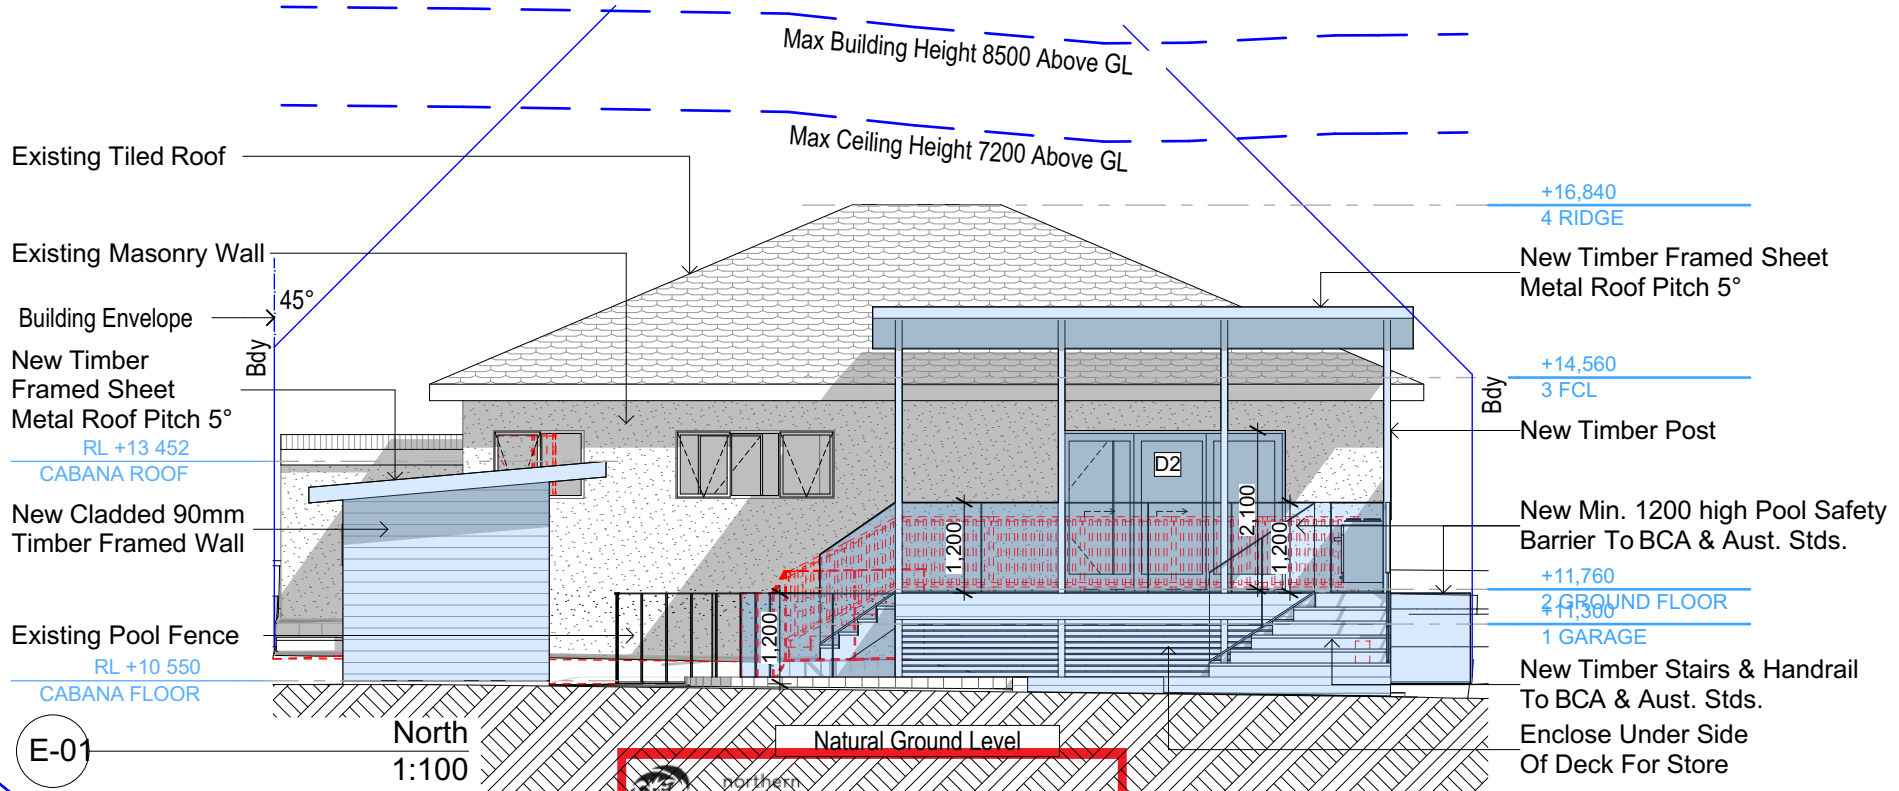 Max Building Height 8500 Above GL
Max Ceiling Height 7200 Above GL
Existing Tiled Roof
Existing Masonry Wall
45°
Building Envelope
Bdy
New Timber
Framed Sheet
Metal Roof Pitch 5°
RL +13 452
CABANA ROOF
New Cladded 90mm
Timber Framed Wall
Existing Pool Fence
RL +10 550
CABANA FLOOR
E-01
North
1:100
1,200
1,200
D2
2,100
1,200
Natural Ground Level
northern
+16,840
4 RIDGE
New Timber Framed Sheet
Metal Roof Pitch 5°
+14,560
3 FCL
Bdy
New Timber Post
New Min. 1200 high Pool Safety
Barrier To BCA & Aust. Stds.
+11,760
2 GROUND FLOOR
+11,300
1 GARAGE
New Timber Stairs & Handrail
To BCA & Aust. Stds.
Enclose Under Side
Of Deck For Store